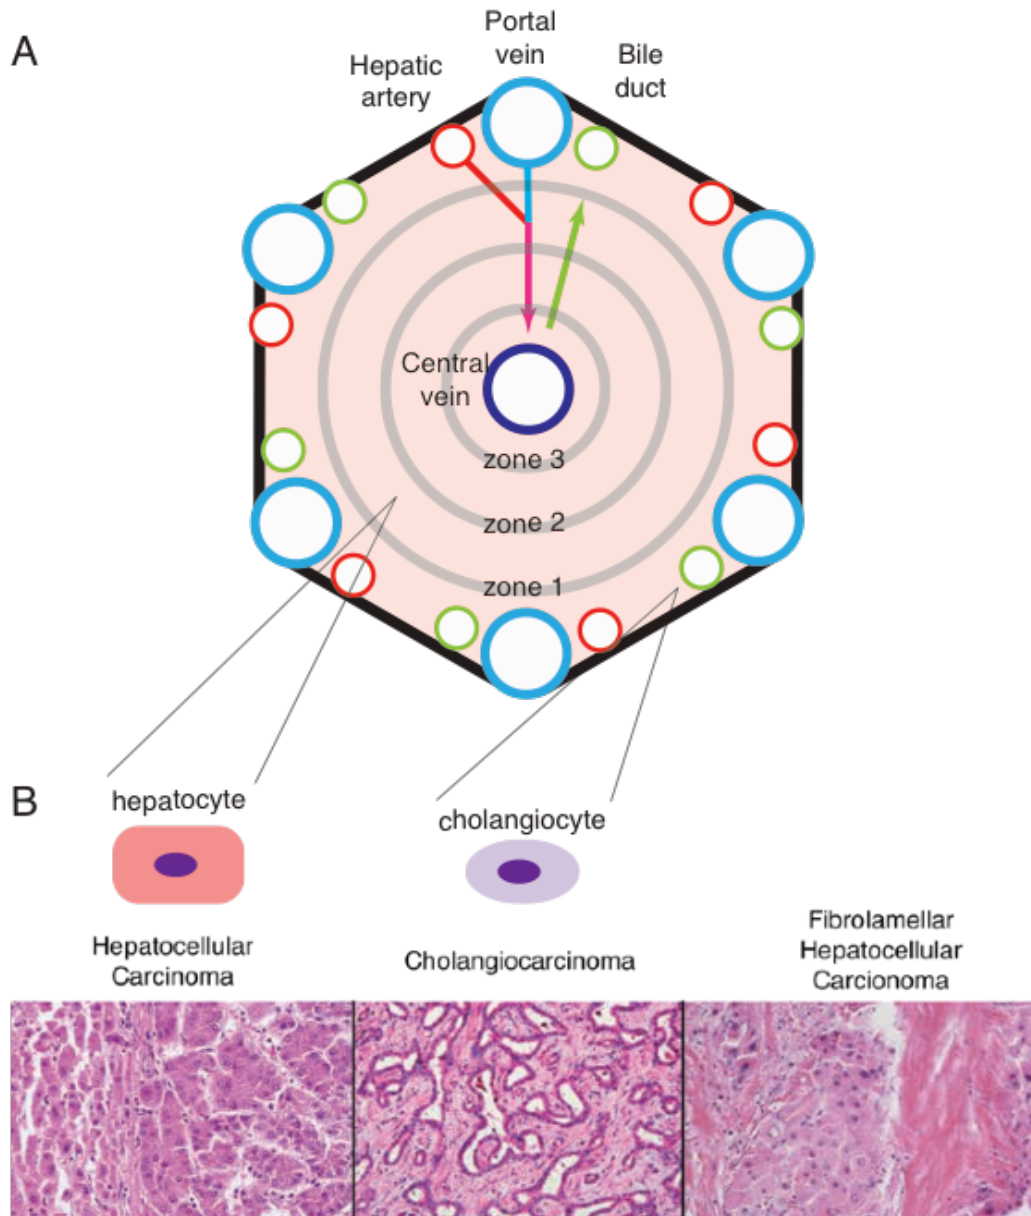 A
Portal
vein
Hepatic
artery
Bile
duct
Central
vein
zone 3
zone 2
zone 1
B
hepatocyte
cholangiocyte
Hepatocellular
Carcinoma
Cholangiocarcinoma
Fibrolamellar
Hepatocellular
Carcionoma